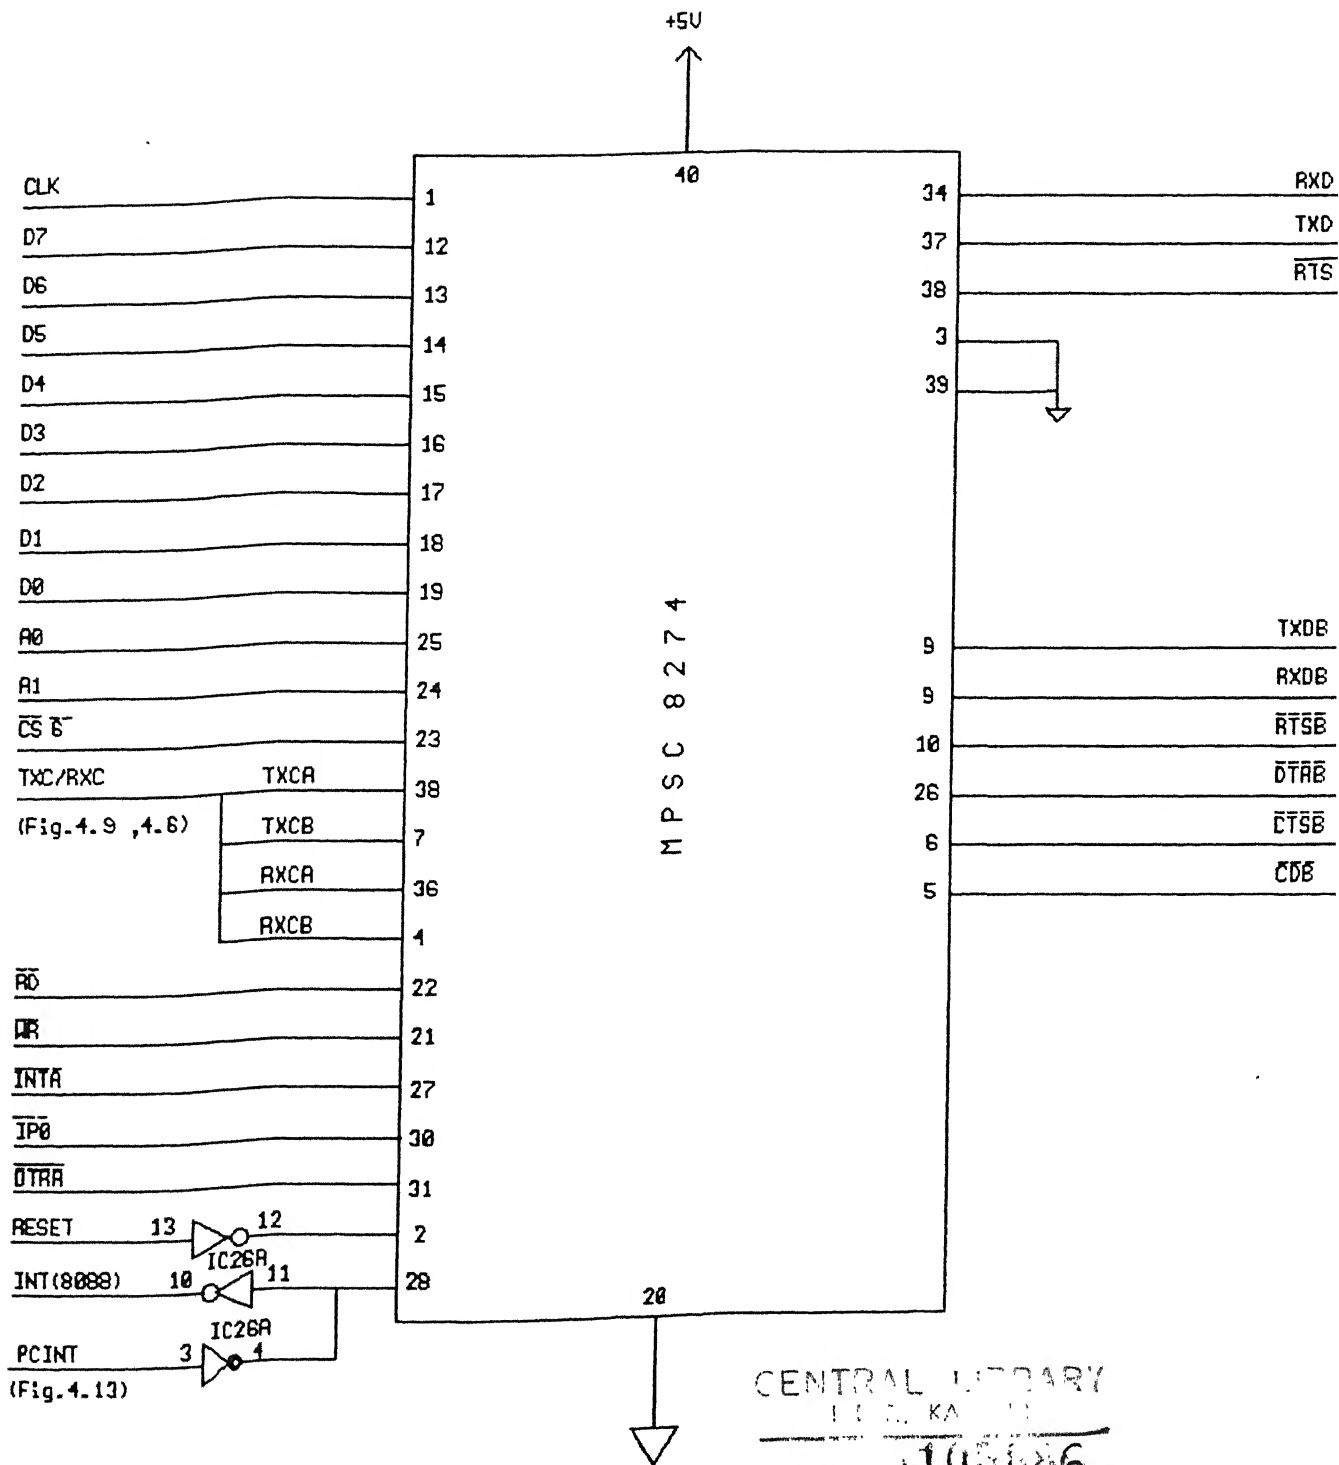 +5V
40
CLK 1
D7 12
D6 13
D5 14
D4 15
D3 16
D2 17
D1 18
D0 19
A0 25
A1 24
CS 6 23
TXC/RXC TXCA 38
(Fig.4.9 ,4.6)
TXCB 7
RXCA 36
RXCB 4
RD 22
WR 21
INTA 27
IP0 30
DTRA 31
RESET 13 12 2
IC26A
INT(8088) 10 11 28
IC26A
PCINT 3 4
(Fig.4.13)
MPSC 8274
20
34 RXD
37 TXD
38 RTS
3
39
9 TXDB
9 RXDB
10 RTSB
26 DTRB
6 CTSB
5 CDB
CENTRAL LIBRARY